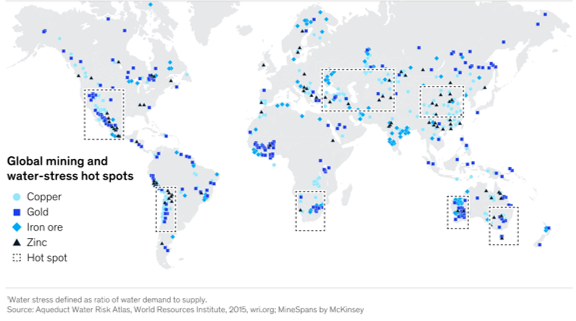 Global mining and
water-stress hot spots
Copper
Gold
Iron ore
Zinc
Hot spot
¹Water stress defined as ratio of water demand to supply.
Source: Aqueduct Water Risk Atlas, World Resources Institute, 2015, wri.org; MineSpans by McKinsey